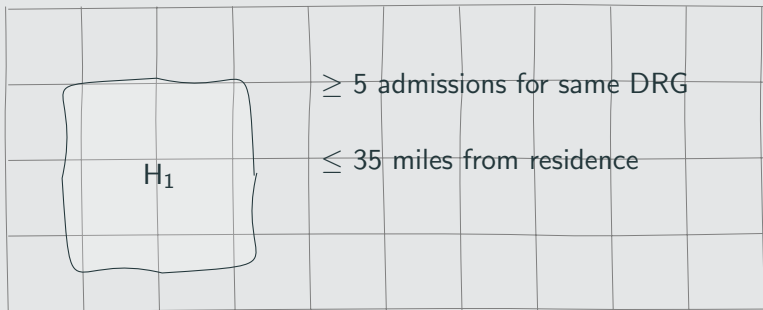 ≥ 5 admissions for same DRG
≤ 35 miles from residence
H₁